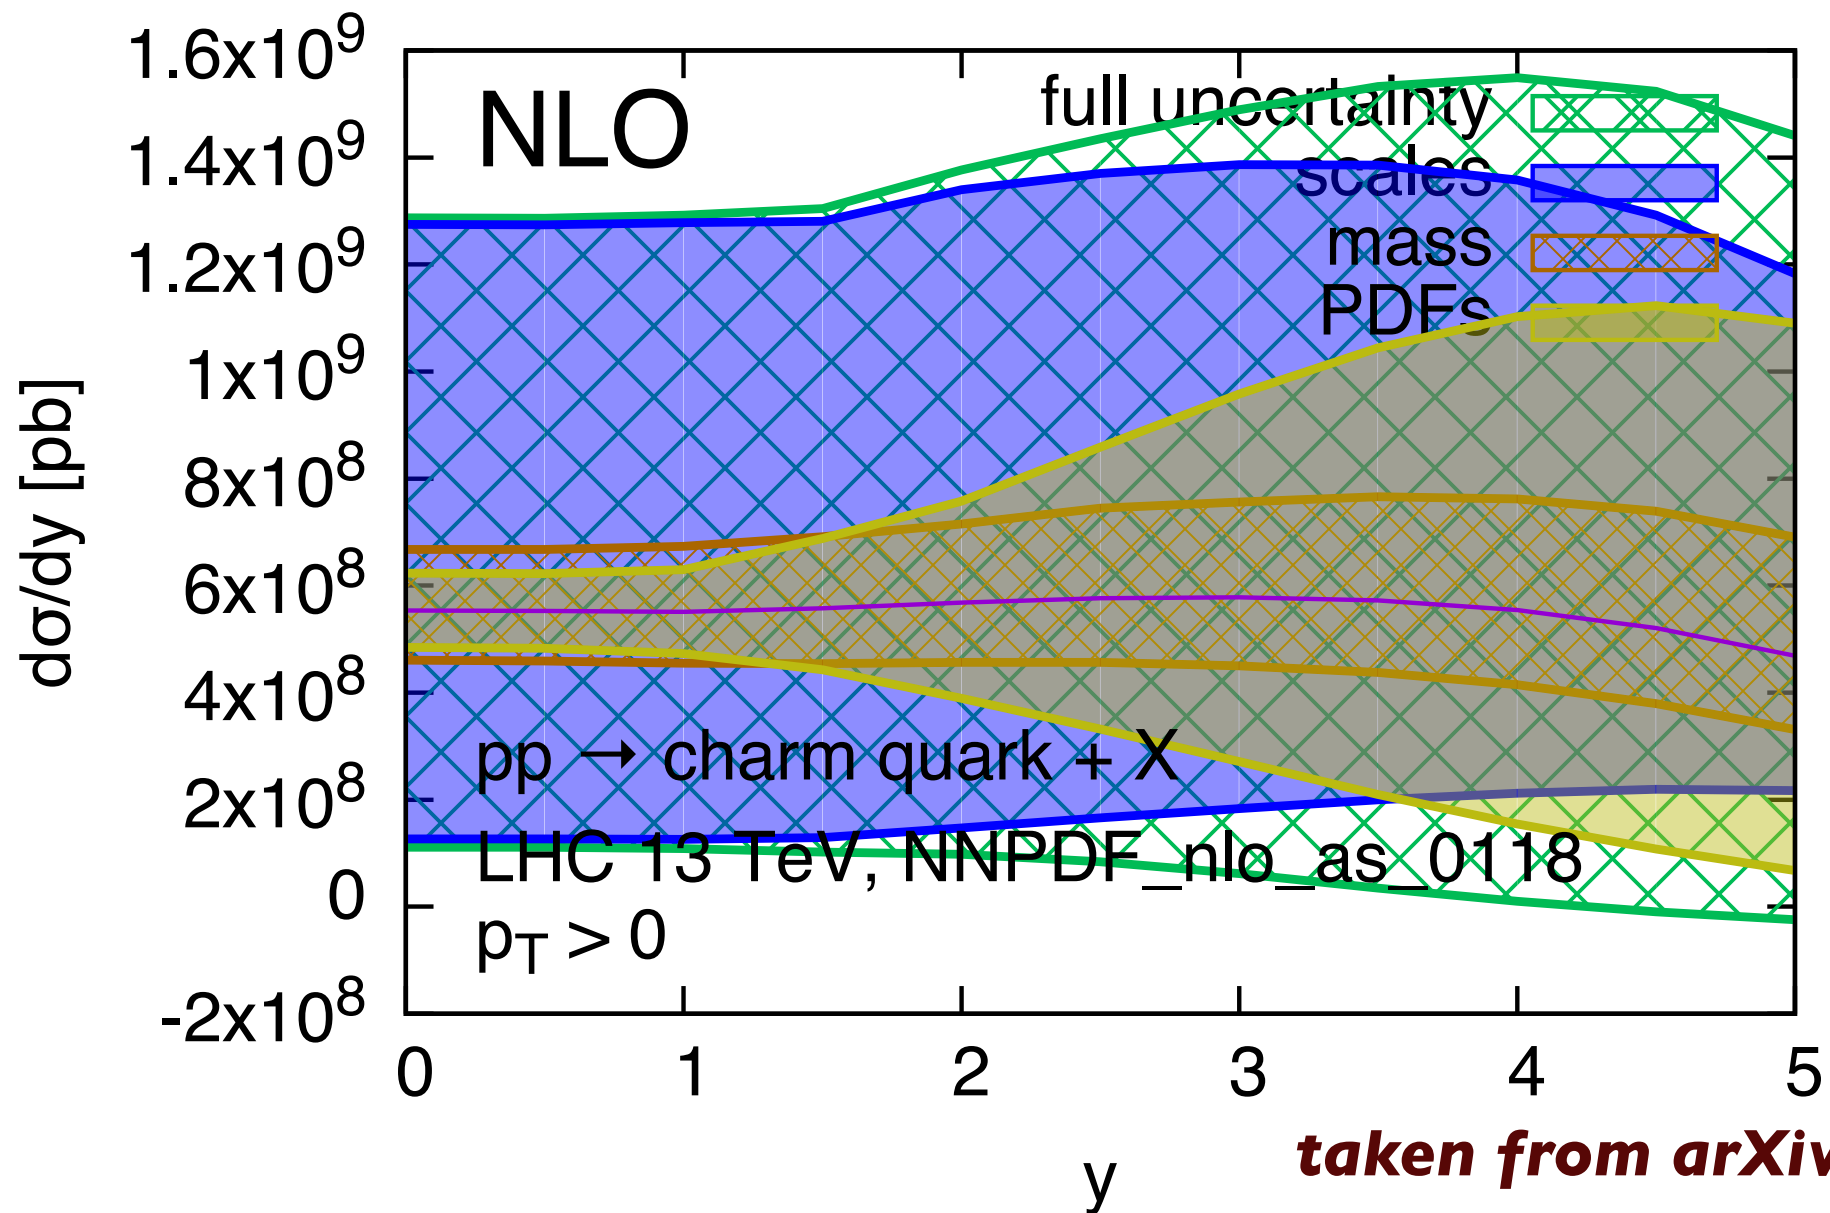 NLO
full uncertainty
scales
mass
PDFs
1.6x10⁹
1.4x10⁹
1.2x10⁹
1x10⁹
8x10⁸
6x10⁸
4x10⁸
2x10⁸
0
-2x10⁸
dσ/dy [pb]
pp → charm quark + X
LHC 13 TeV, NNPDF_nlo_as_0118
p_T > 0
0 1 2 3 4 5
y
taken from arXiv